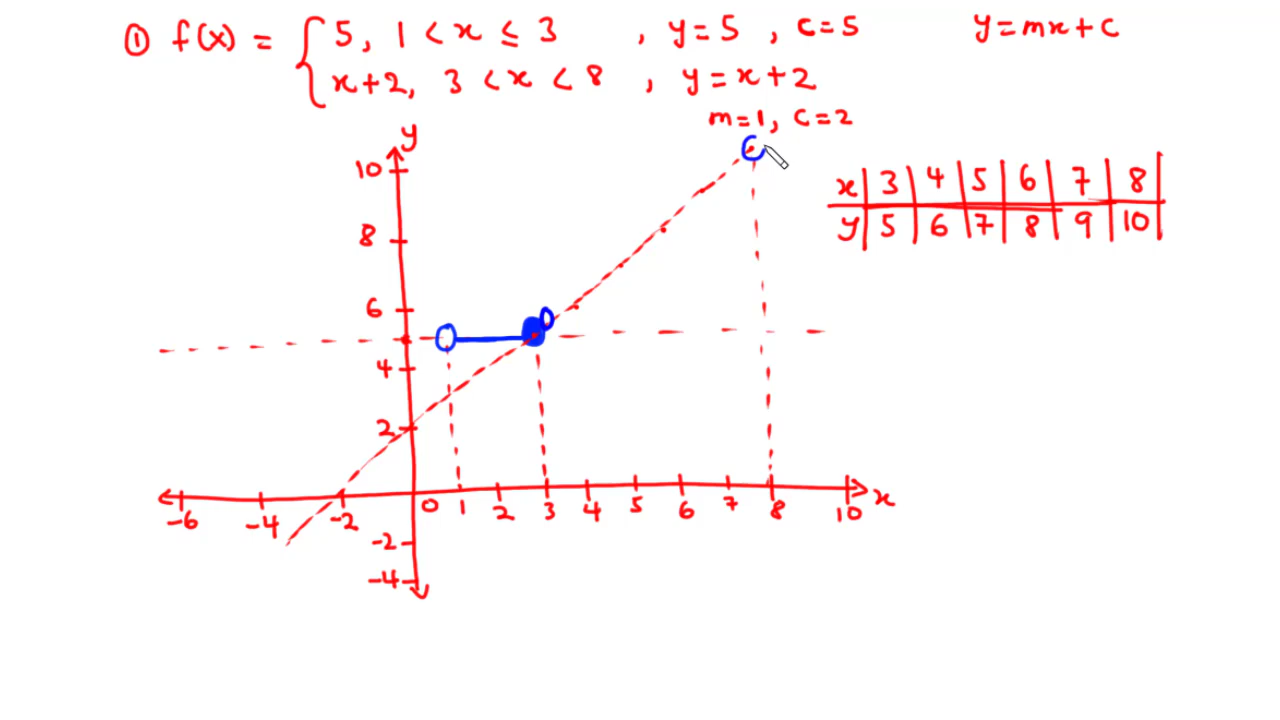 ① f(x) = { 5, 1 < x ≤ 3 , y = 5 , c = 5 y = mx + c
x + 2, 3 < x < 8 , y = x + 2
m = 1, c = 2
y
10
8
6
4
2
x | 3 | 4 | 5 | 6 | 7 | 8 |
y | 5 | 6 | 7 | 8 | 9 | 10 |
-6 -4 -2 0 1 2 3 4 5 6 7 8 10 x
-2
-4